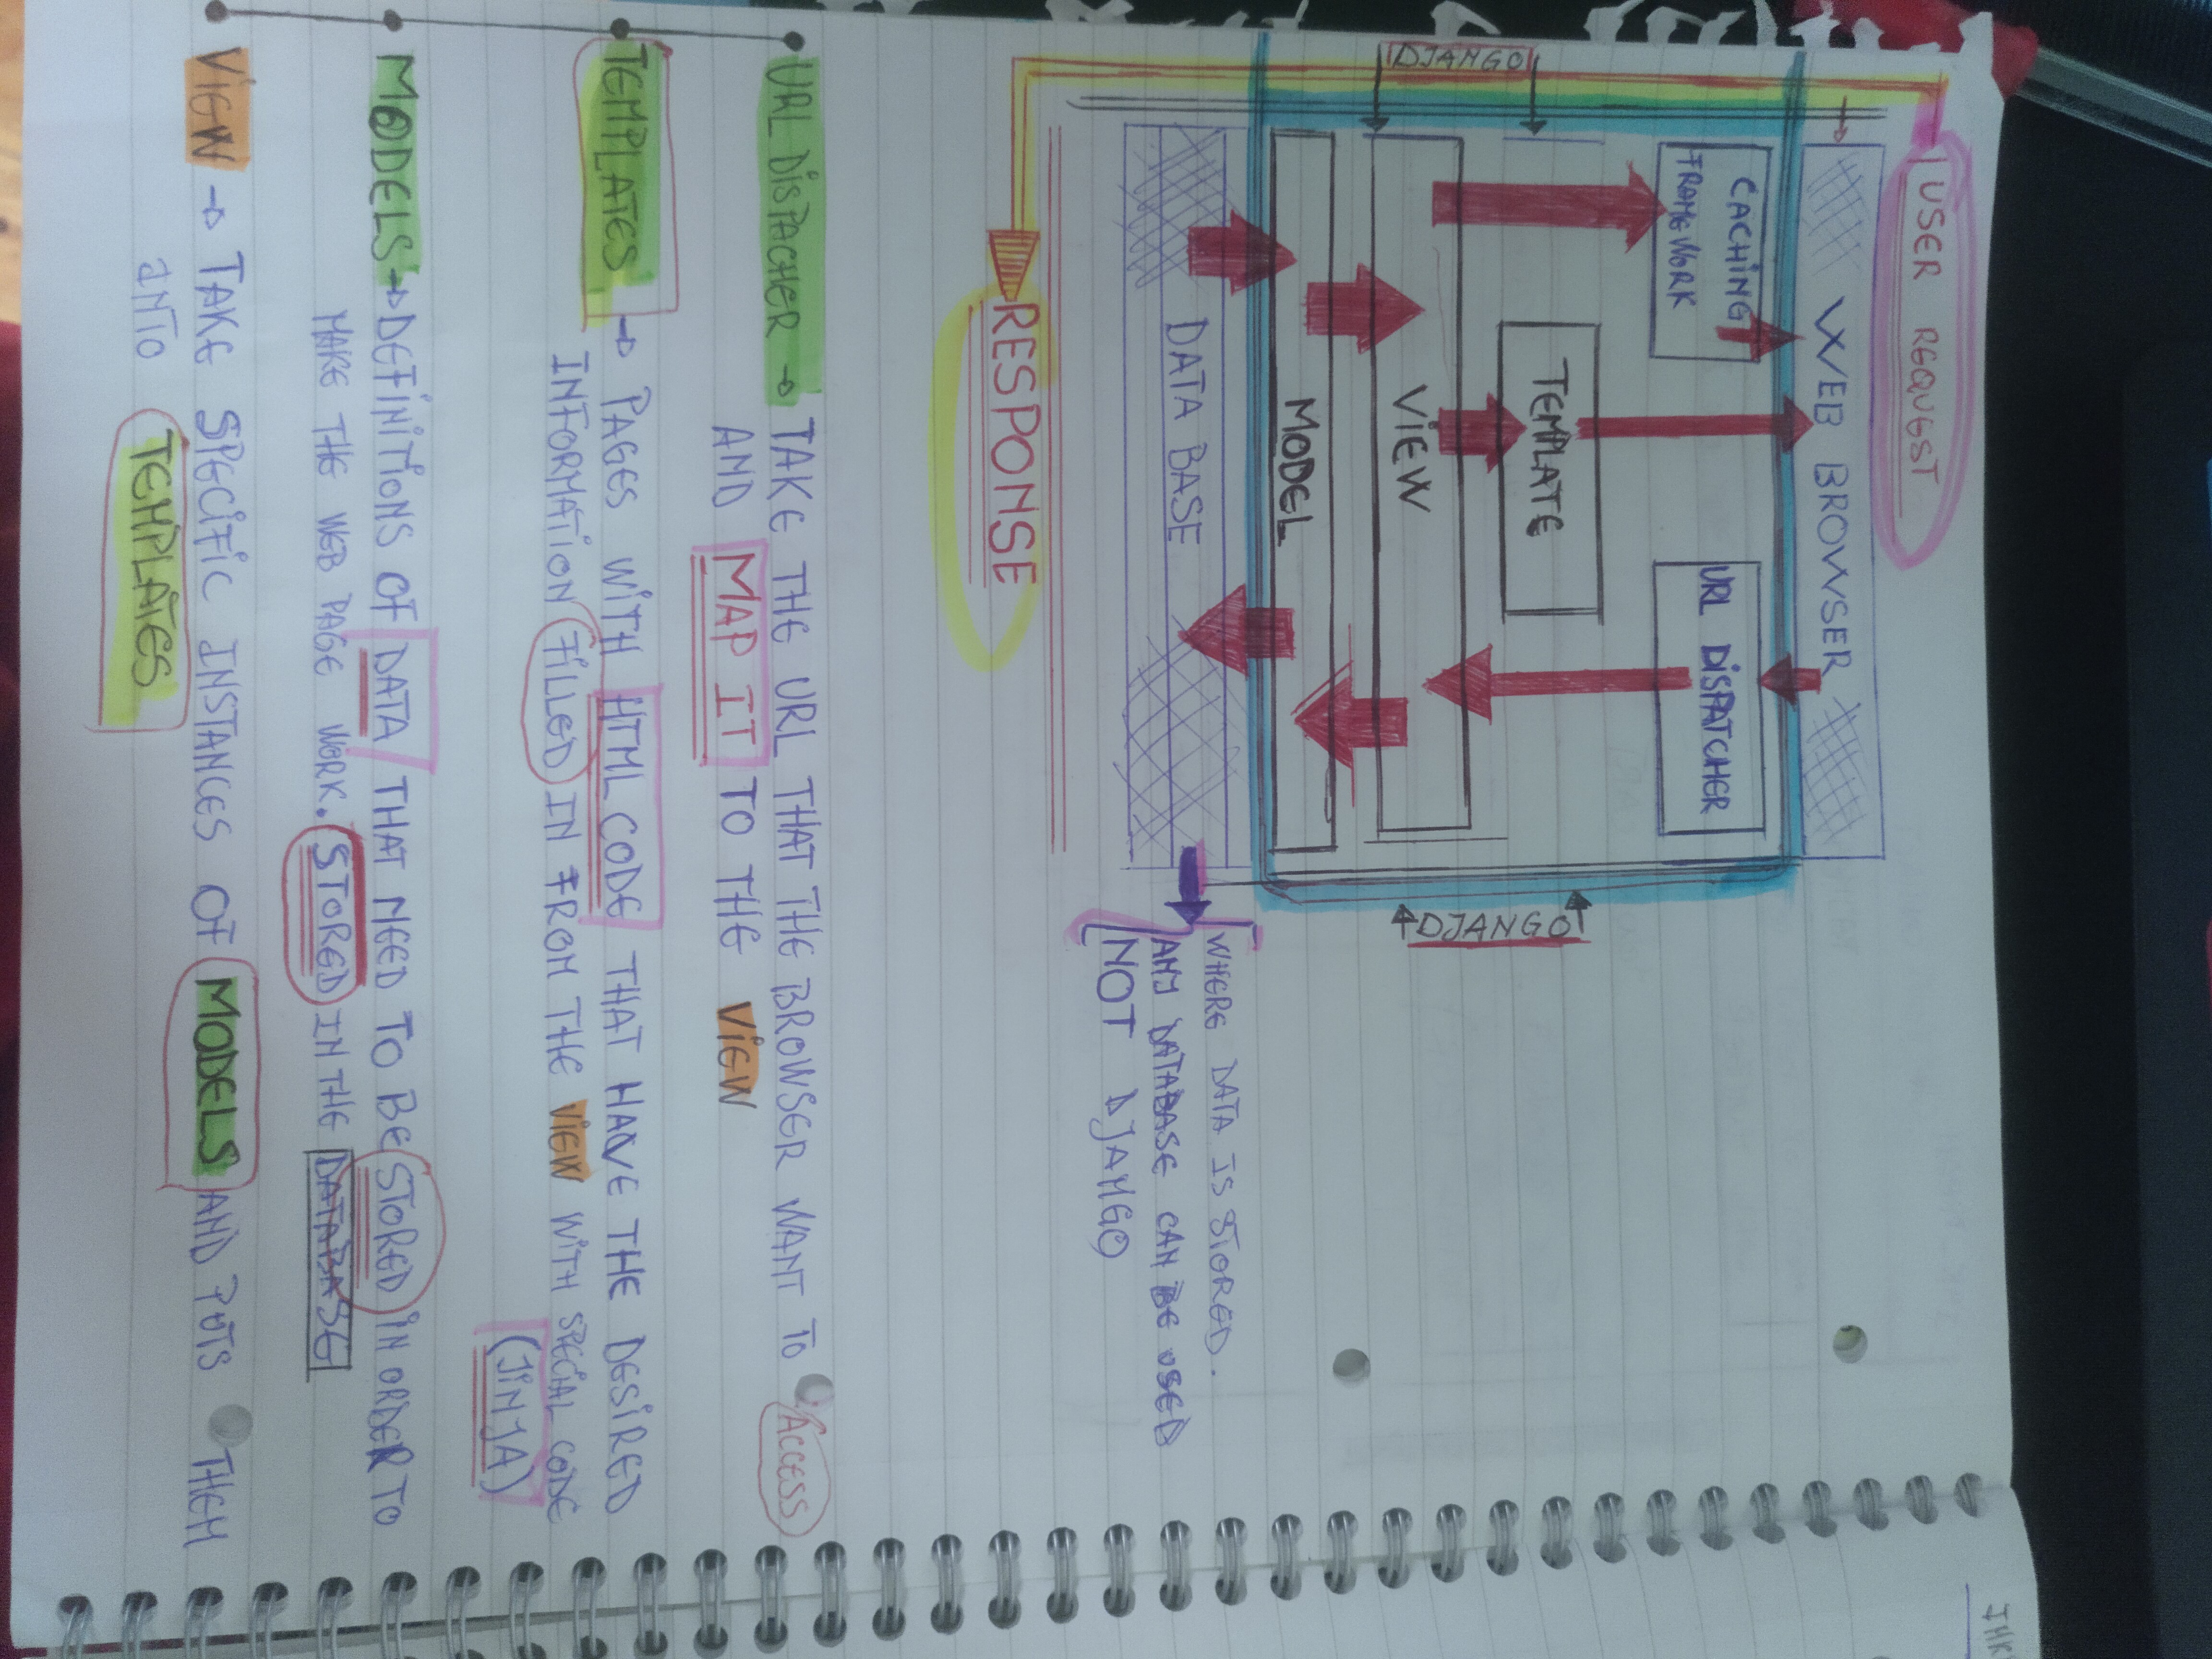 USER REQUEST
WEB BROWSER
CACHING
FRAMEWORK
URL DISPATCHER
TEMPLATE
DJANGO
DJANGO
VIEW
MODEL
DATA BASE
WHERE DATA IS STORED.
ANY DATABASE CAN BE USED
NOT DJANGO
RESPONSE
URL DISPACHER → TAKE THE URL THAT THE BROWSER WANT TO ACCESS
AND MAP IT TO THE VIEW
TEMPLATES → PAGES WITH HTML CODE THAT HAVE THE DESIRED
INFORMATION FILLED IN FROM THE VIEW WITH SPECIAL CODE
(JINJA)
MODELS → DEFINITIONS OF DATA THAT NEED TO BE STORED IN ORDER TO
MAKE THE WEB PAGE WORK. STORED IN THE DATABASE
VIEW → TAKE SPECIFIC INSTANCES OF MODELS AND PUTS THEM
INTO TEMPLATES